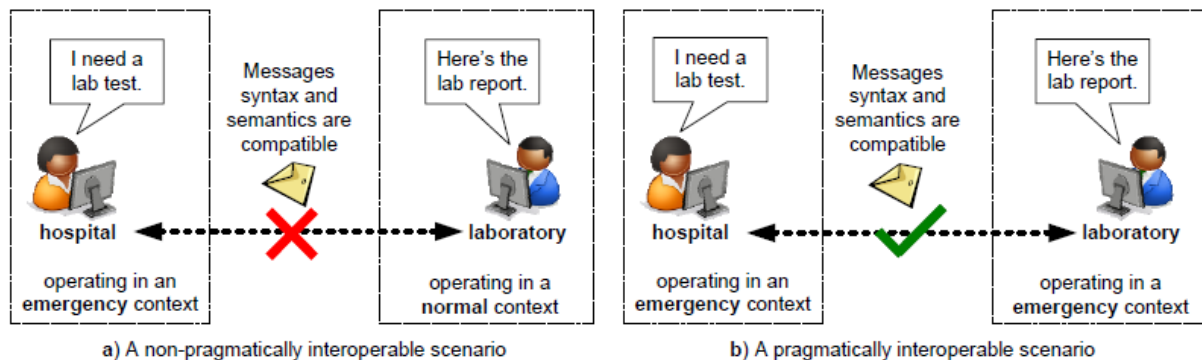 I need a
lab test.
Messages
syntax and
semantics are
compatible
Here's the
lab report.
hospital
laboratory
operating in an
emergency context
operating in a
normal context
a) A non-pragmatically interoperable scenario
I need a
lab test.
Messages
syntax and
semantics are
compatible
Here's the
lab report.
hospital
laboratory
operating in an
emergency context
operating in a
emergency context
b) A pragmatically interoperable scenario